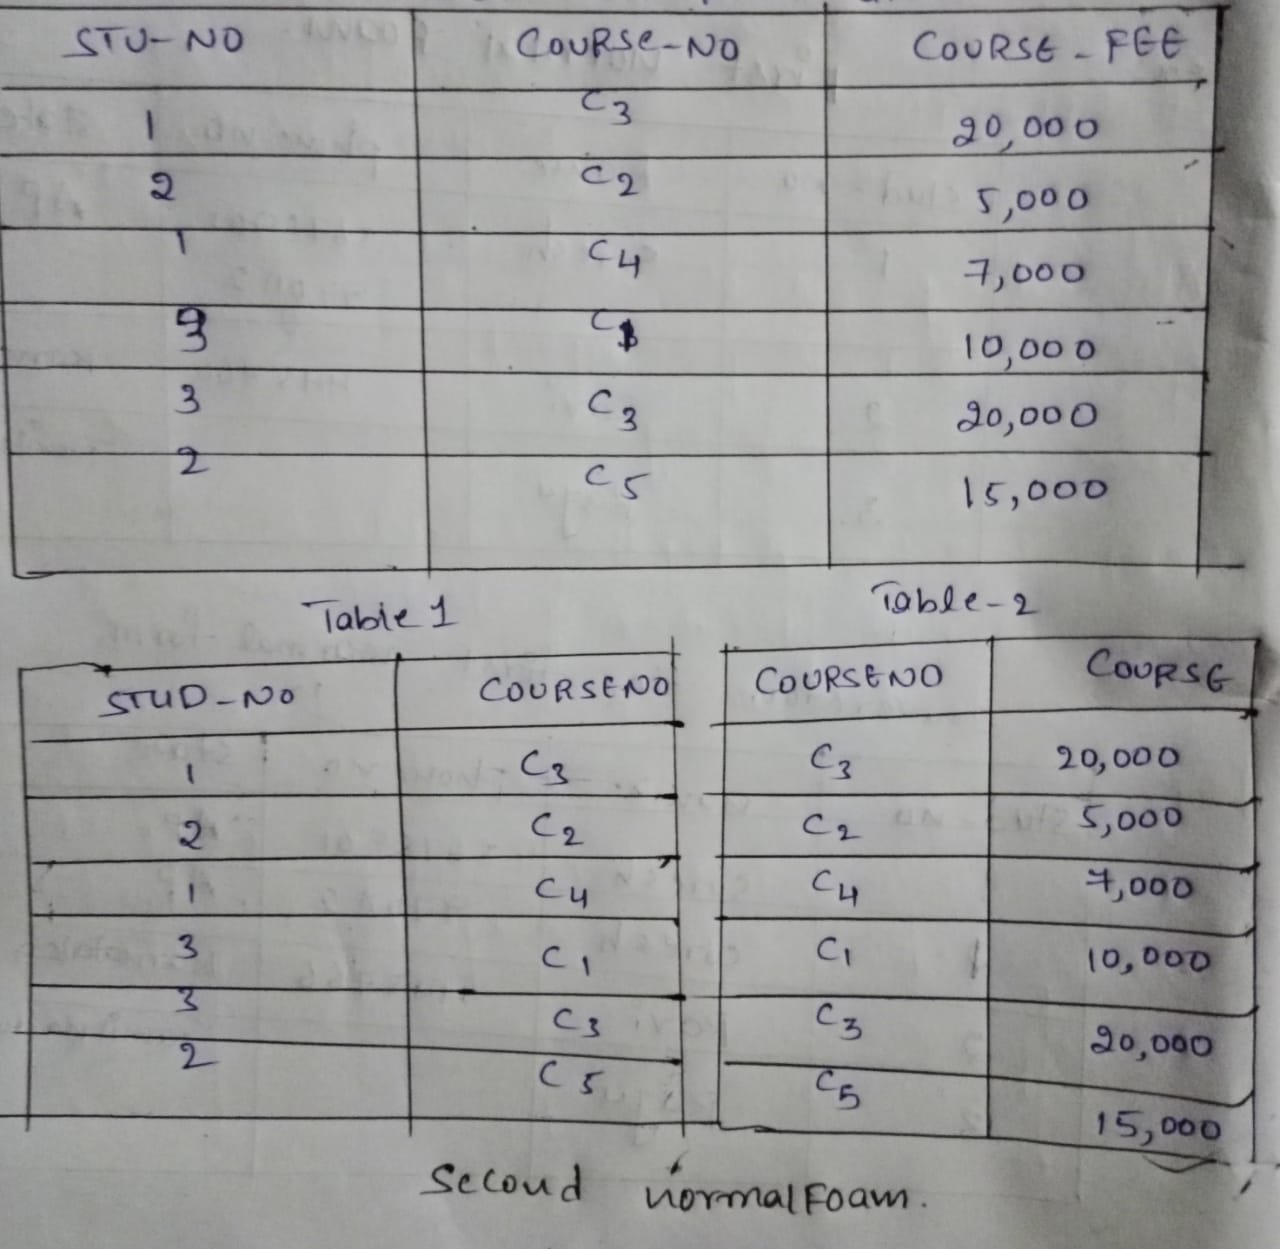 STU-NO COURSE-NO COURSE-FEE
1 C3 20,000
2 C2 5,000
1 C4 7,000
3 C1 10,000
3 C3 20,000
2 C5 15,000
Table 1 Table-2
STUD-NO COURSENO COURSENO COURSE
1 C3 C3 20,000
2 C2 C2 5,000
1 C4 C4 7,000
3 C1 C1 10,000
3 C3 C3 20,000
2 C5 C5 15,000
Second normal Foam.